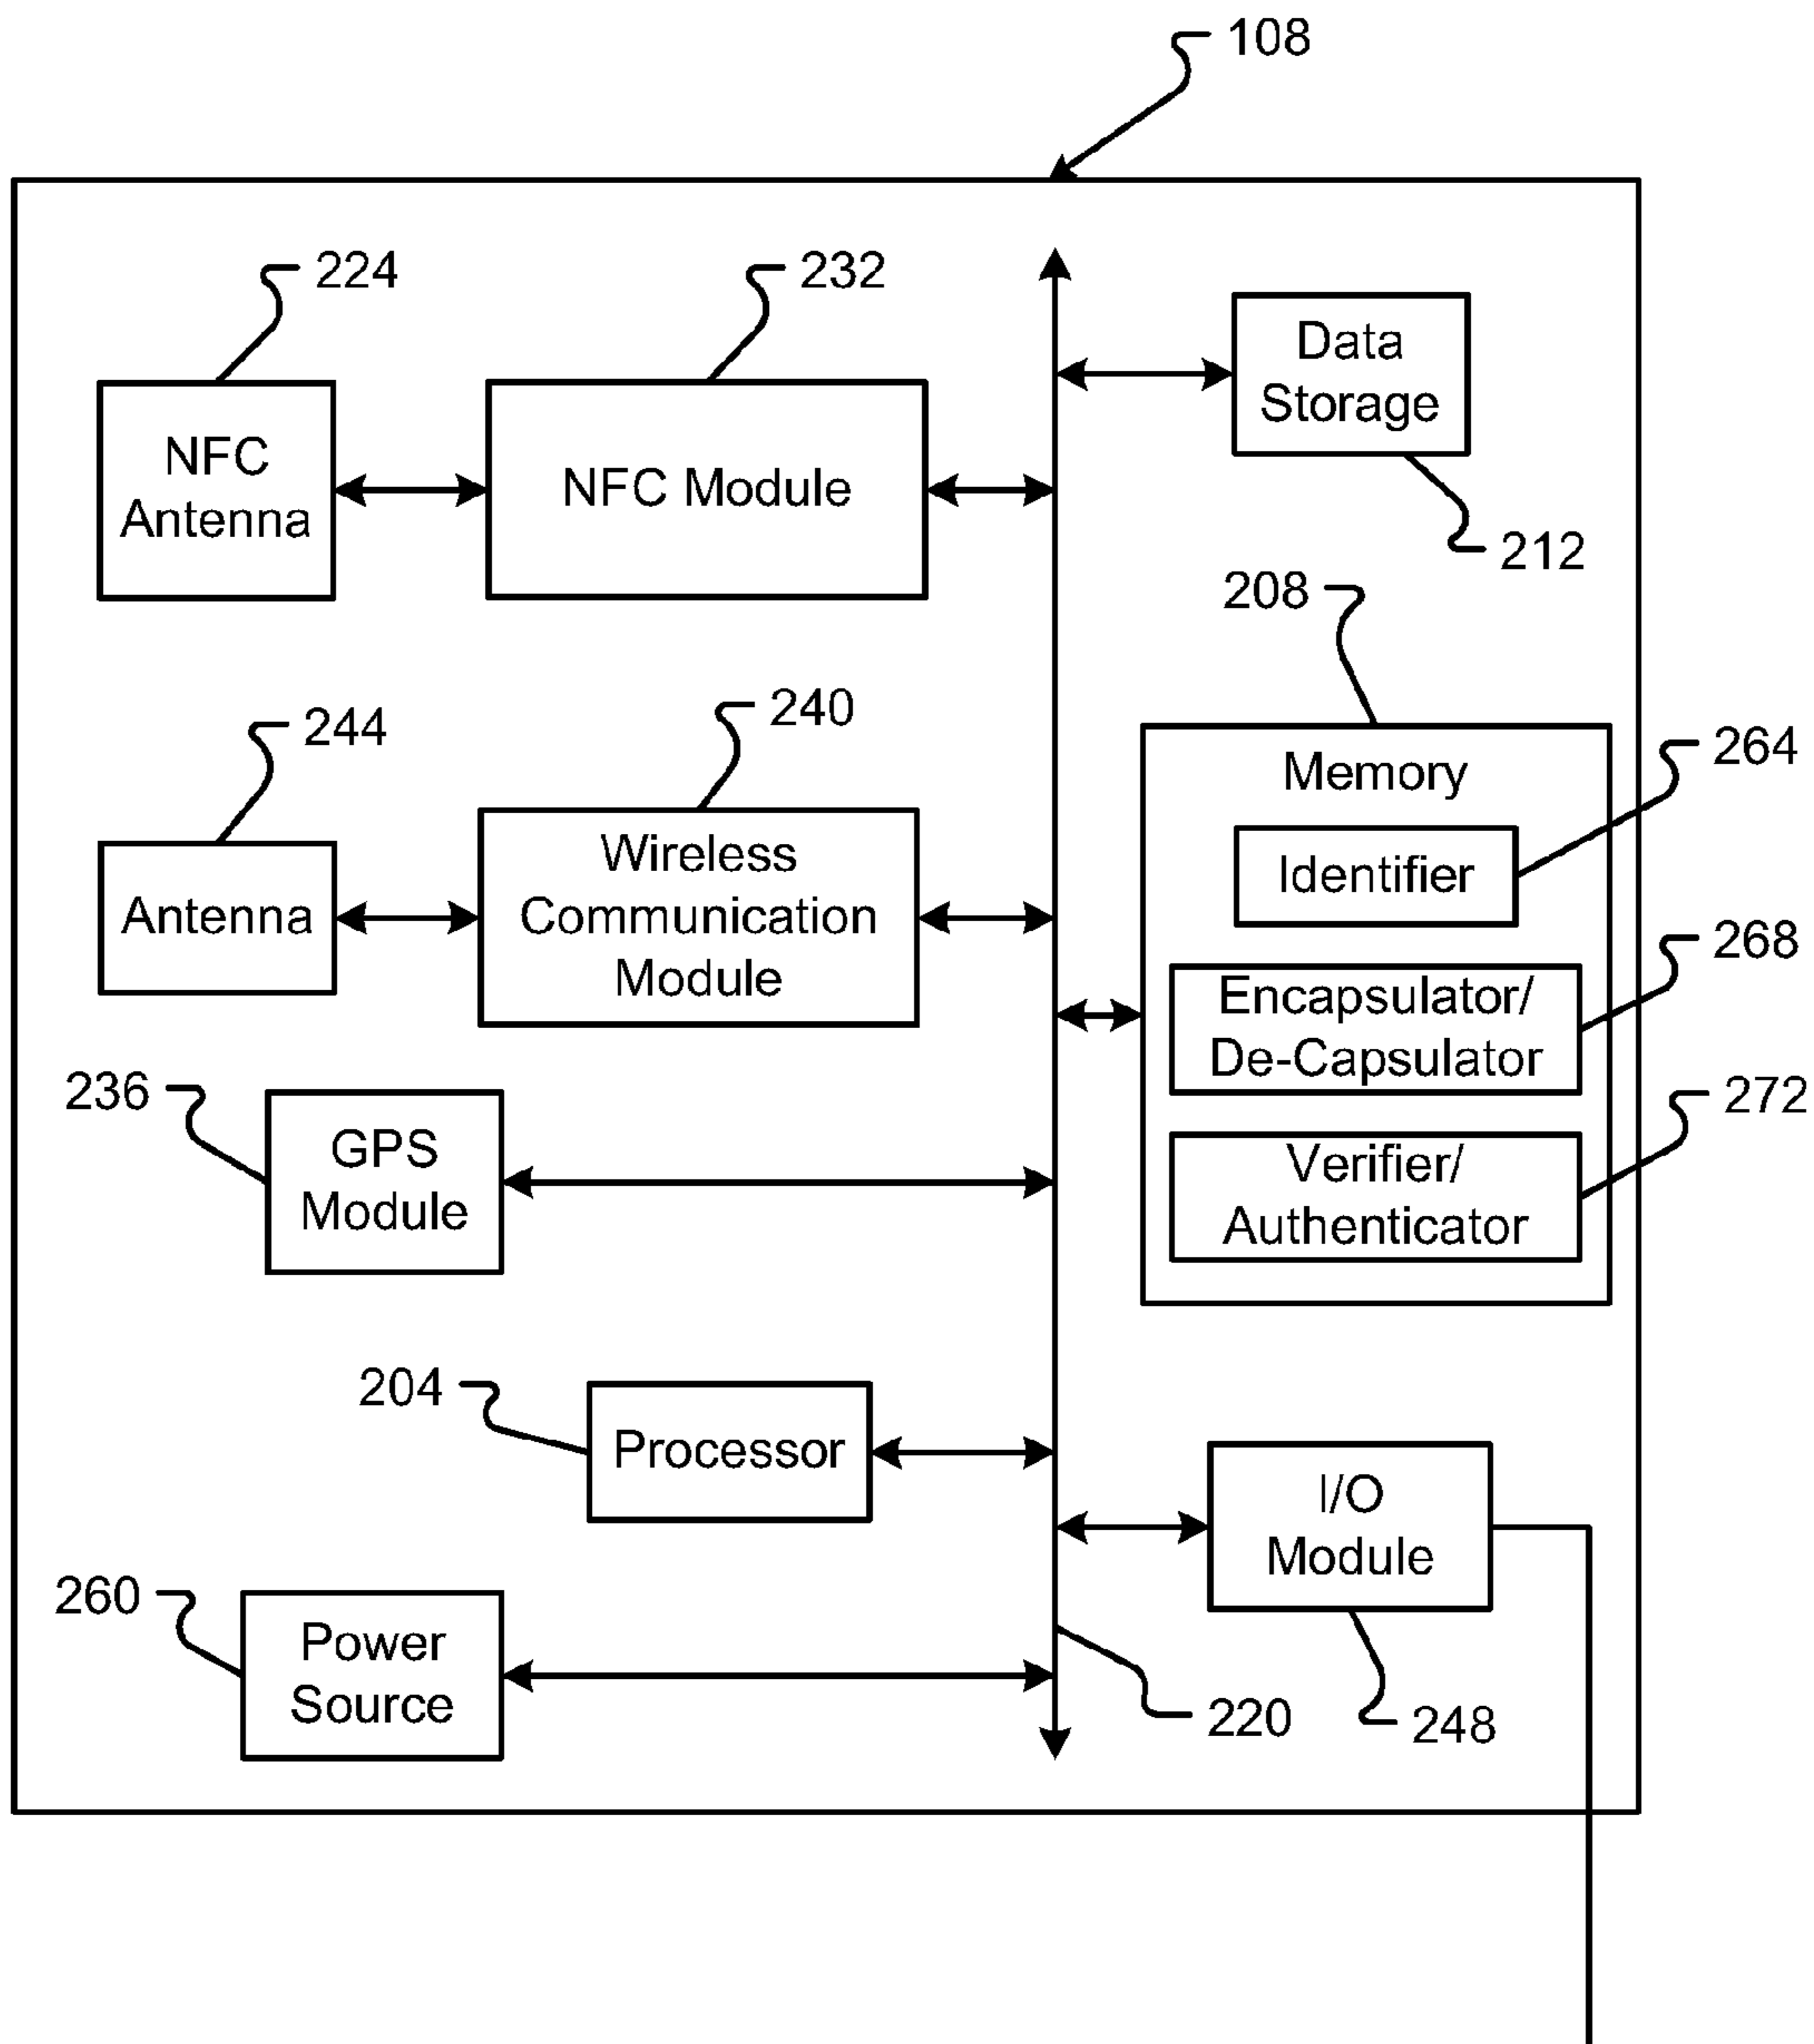 108
224
232
NFC
Antenna
NFC Module
Data
Storage
212
208
244
240
Antenna
Wireless
Communication
Module
Memory
264
Identifier
268
Encapsulator/
De-Capsulator
272
Verifier/
Authenticator
236
GPS
Module
204
Processor
I/O
Module
260
Power
Source
220
248